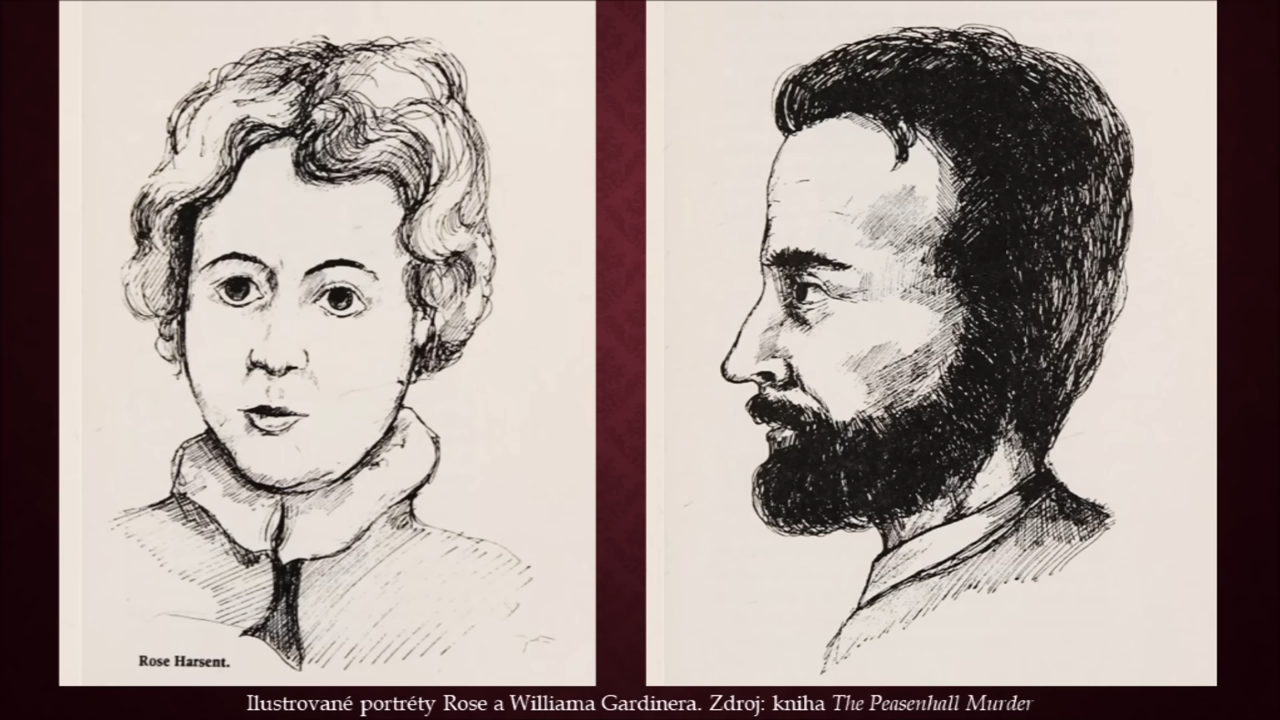 Rose Harsent.
Ilustrované portréty Rose a Williama Gardinera. Zdroj: kniha The Peasenhall Murder